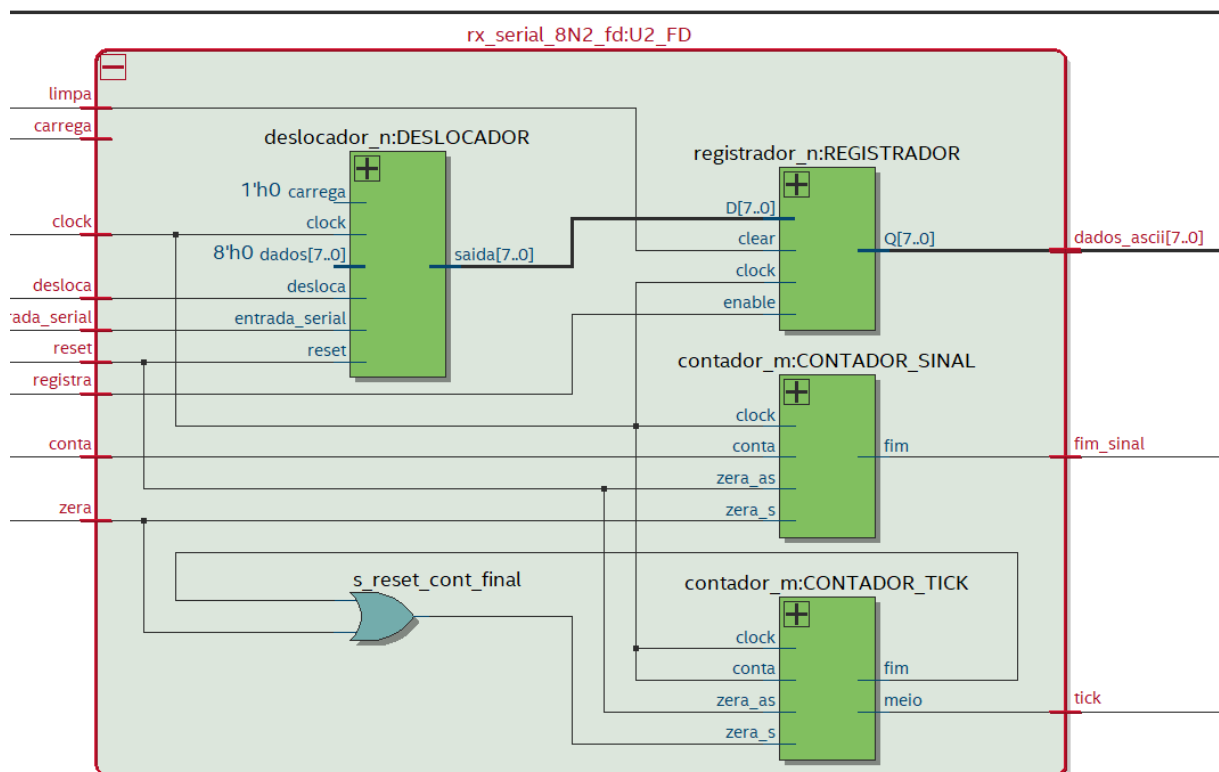 rx_serial_8N2_fd:U2_FD
limpa
carrega
clock
desloca
rada_serial
reset
registra
conta
zera
deslocador_n:DESLOCADOR
1'h0 carrega
clock
8'h0 dados[7..0]
desloca
entrada_serial
reset
saida[7..0]
registrador_n:REGISTRADOR
D[7..0]
clear
clock
enable
Q[7..0]
dados_ascii[7..0]
contador_m:CONTADOR_SINAL
clock
conta
zera_as
zera_s
fim
fim_sinal
s_reset_cont_final
contador_m:CONTADOR_TICK
clock
conta
zera_as
zera_s
fim
meio
tick